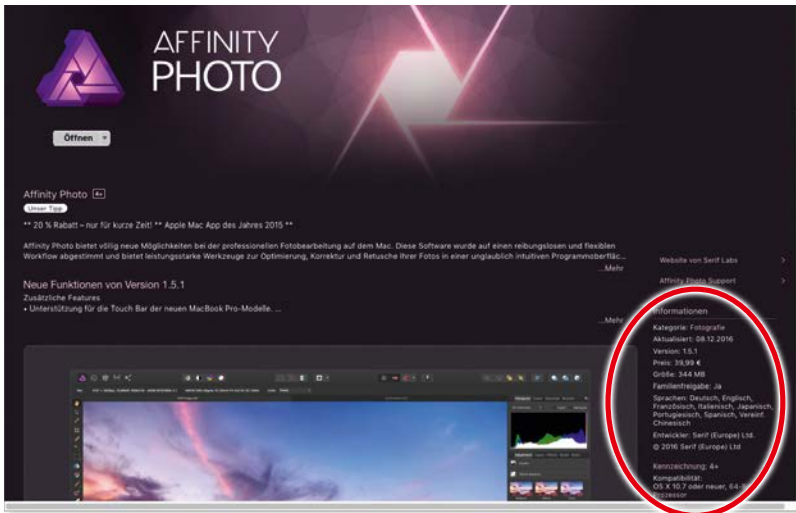 AFFINITY
PHOTO
Öffnen
Affinity Photo 4+
Unser Tipp
** 20 % Rabatt – nur für kurze Zeit! ** Apple Mac App des Jahres 2015 **
Affinity Photo bietet völlig neue Möglichkeiten bei der professionellen Fotobearbeitung auf dem Mac. Diese Software wurde auf einen reibungslosen und flexiblen
Workflow abgestimmt und bietet leistungsstarke Werkzeuge zur Optimierung, Korrektur und Retusche Ihrer Fotos in einer unglaublich intuitiven Programmoberfläc...
...Mehr
Neue Funktionen von Version 1.5.1
Zusätzliche Features
• Unterstützung für die Touch Bar der neuen MacBook Pro-Modelle. ...
...Mehr
Website von Serif Labs
Affinity Photo Support
Informationen
Kategorie: Fotografie
Aktualisiert: 08.12.2016
Version: 1.5.1
Preis: 39,99 €
Größe: 344 MB
Familienfreigabe: Ja
Sprachen: Deutsch, Englisch,
Französisch, Italienisch, Japanisch,
Portugiesisch, Spanisch, Vereinf.
Chinesisch
Entwickler: Serif (Europe) Ltd.
© 2016 Serif (Europe) Ltd
Kennzeichnung: 4+
Kompatibilität:
OS X 10.7 oder neuer, 64-B
Prozessor